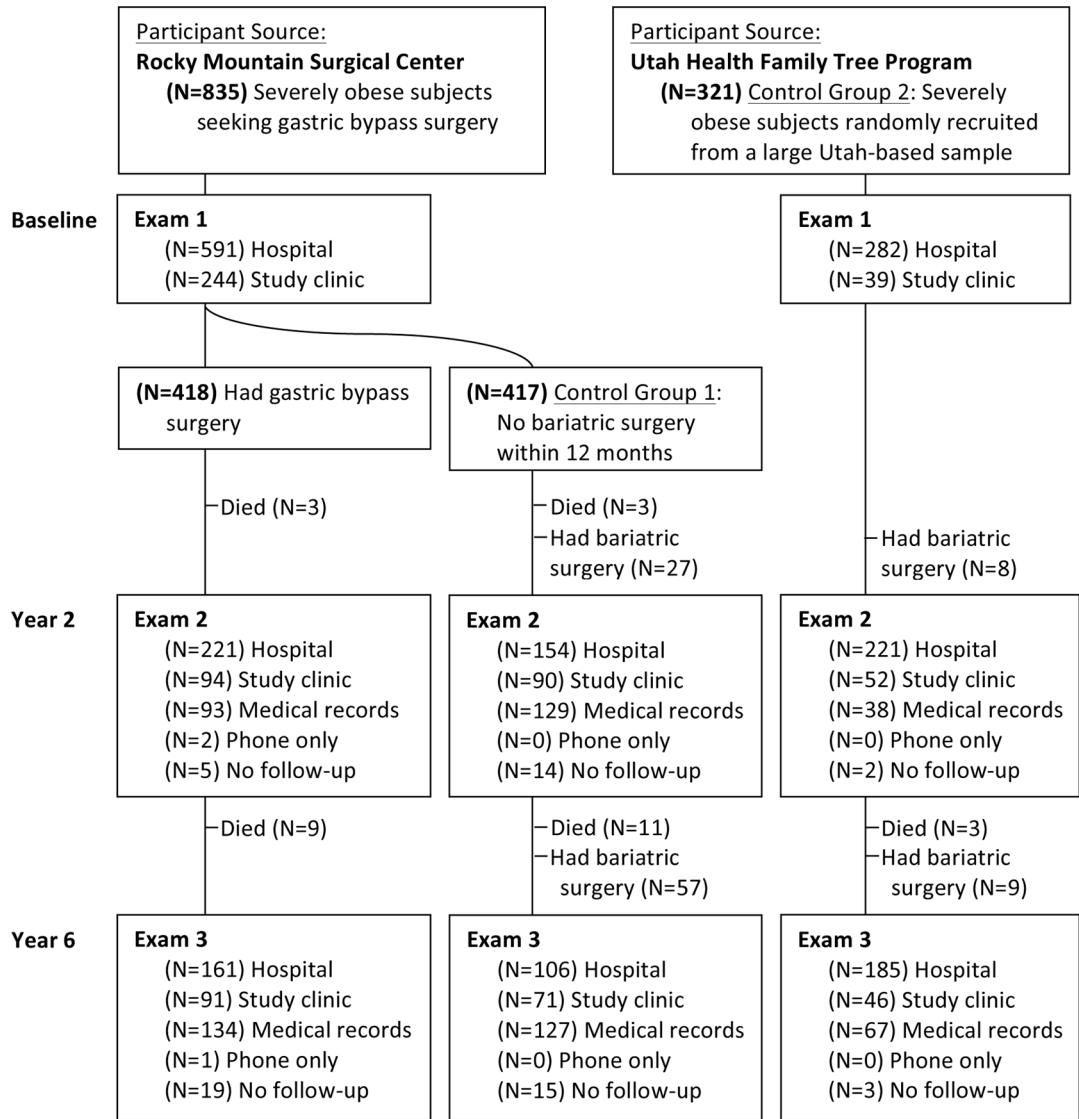 Participant Source:
Rocky Mountain Surgical Center
(N=835) Severely obese subjects
seeking gastric bypass surgery
Participant Source:
Utah Health Family Tree Program
(N=321) Control Group 2: Severely
obese subjects randomly recruited
from a large Utah-based sample
Baseline
Exam 1
(N=591) Hospital
(N=244) Study clinic
Exam 1
(N=282) Hospital
(N=39) Study clinic
(N=418) Had gastric bypass
surgery
(N=417) Control Group 1:
No bariatric surgery
within 12 months
Died (N=3)
Died (N=3)
Had bariatric
surgery (N=27)
Had bariatric
surgery (N=8)
Year 2
Exam 2
(N=221) Hospital
(N=94) Study clinic
(N=93) Medical records
(N=2) Phone only
(N=5) No follow-up
Exam 2
(N=154) Hospital
(N=90) Study clinic
(N=129) Medical records
(N=0) Phone only
(N=14) No follow-up
Exam 2
(N=221) Hospital
(N=52) Study clinic
(N=38) Medical records
(N=0) Phone only
(N=2) No follow-up
Died (N=9)
Died (N=11)
Had bariatric
surgery (N=57)
Died (N=3)
Had bariatric
surgery (N=9)
Year 6
Exam 3
(N=161) Hospital
(N=91) Study clinic
(N=134) Medical records
(N=1) Phone only
(N=19) No follow-up
Exam 3
(N=106) Hospital
(N=71) Study clinic
(N=127) Medical records
(N=0) Phone only
(N=15) No follow-up
Exam 3
(N=185) Hospital
(N=46) Study clinic
(N=67) Medical records
(N=0) Phone only
(N=3) No follow-up